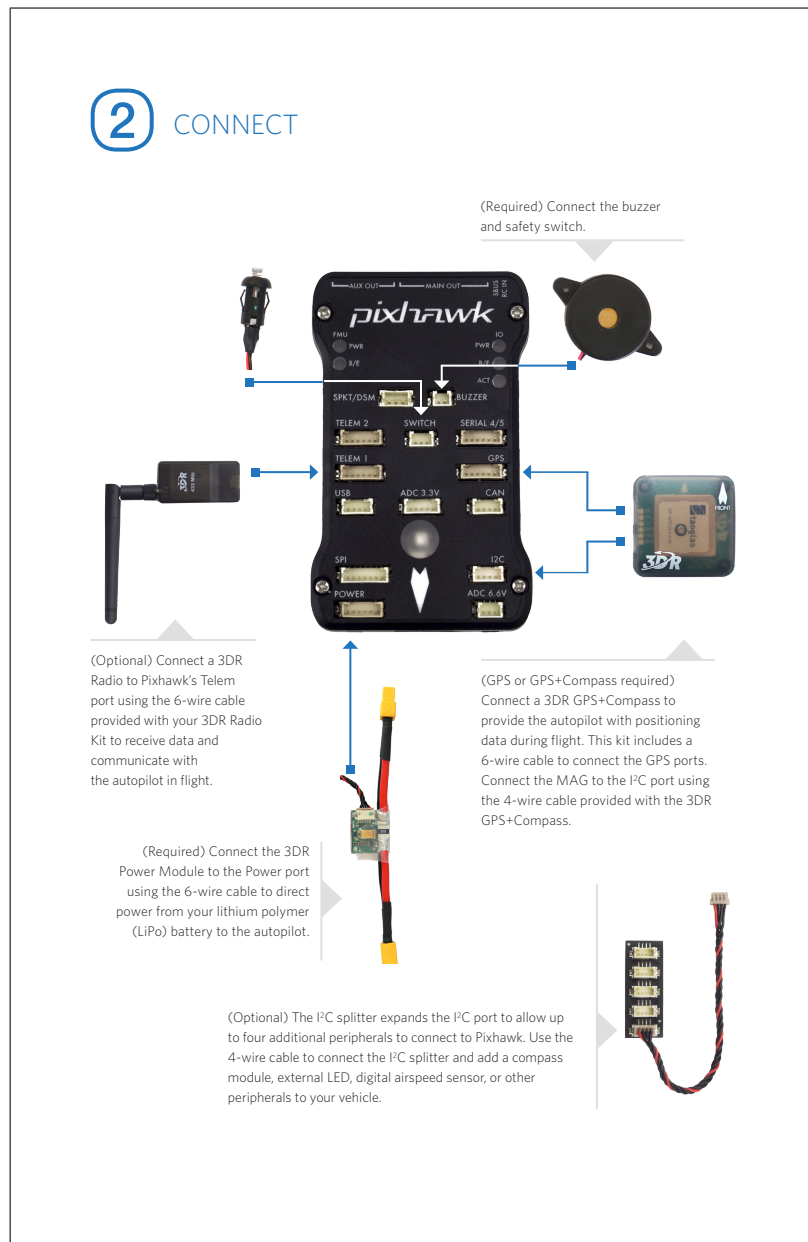 2 CONNECT
(Required) Connect the buzzer
and safety switch.
AUX OUT
MAIN OUT
SBUS
RC IN
pixhawk
FMU
IO
PWR
PWR
B/E
B/E
ACT
SPKT/DSM
BUZZER
TELEM 2
SWITCH
SERIAL 4/5
TELEM 1
GPS
USB
ADC 3.3V
CAN
SPI
I2C
POWER
ADC 6.6V
3DR
433 MHz
FRONT
taoglas
3DR
(Optional) Connect a 3DR
Radio to Pixhawk's Telem
port using the 6-wire cable
provided with your 3DR Radio
Kit to receive data and
communicate with
the autopilot in flight.
(GPS or GPS+Compass required)
Connect a 3DR GPS+Compass to
provide the autopilot with positioning
data during flight. This kit includes a
6-wire cable to connect the GPS ports.
Connect the MAG to the I²C port using
the 4-wire cable provided with the 3DR
GPS+Compass.
(Required) Connect the 3DR
Power Module to the Power port
using the 6-wire cable to direct
power from your lithium polymer
(LiPo) battery to the autopilot.
(Optional) The I²C splitter expands the I²C port to allow up
to four additional peripherals to connect to Pixhawk. Use the
4-wire cable to connect the I²C splitter and add a compass
module, external LED, digital airspeed sensor, or other
peripherals to your vehicle.